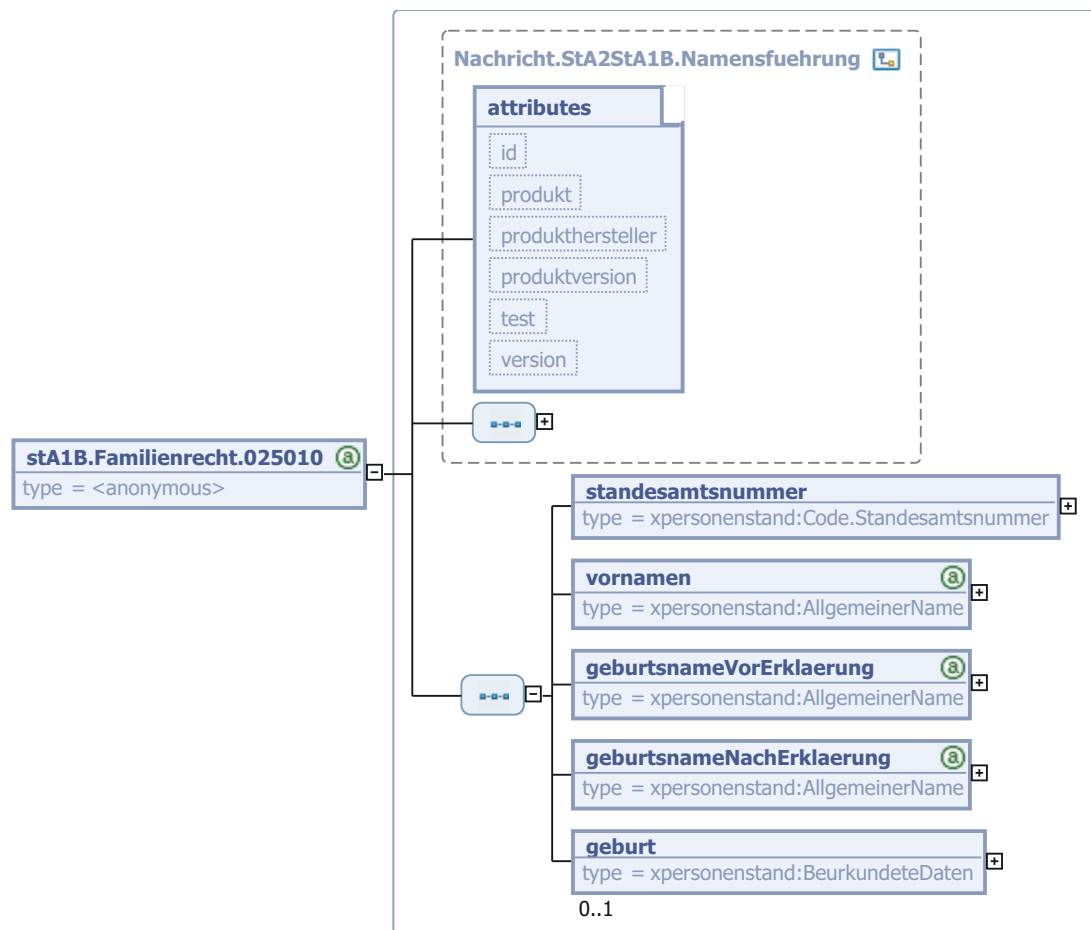 Nachricht.StA2StA1B.Namensfuehrung
attributes
id
produkt
produkthersteller
produktversion
test
version
stA1B.Familienrecht.025010
type = <anonymous>
standesamtsnummer
type = xpersonenstand:Code.Standesamtsnummer
vornamen
type = xpersonenstand:AllgemeinerName
geburtsnameVorErklaerung
type = xpersonenstand:AllgemeinerName
geburtsnameNachErklaerung
type = xpersonenstand:AllgemeinerName
geburt
type = xpersonenstand:BeurkundeteDaten
0..1